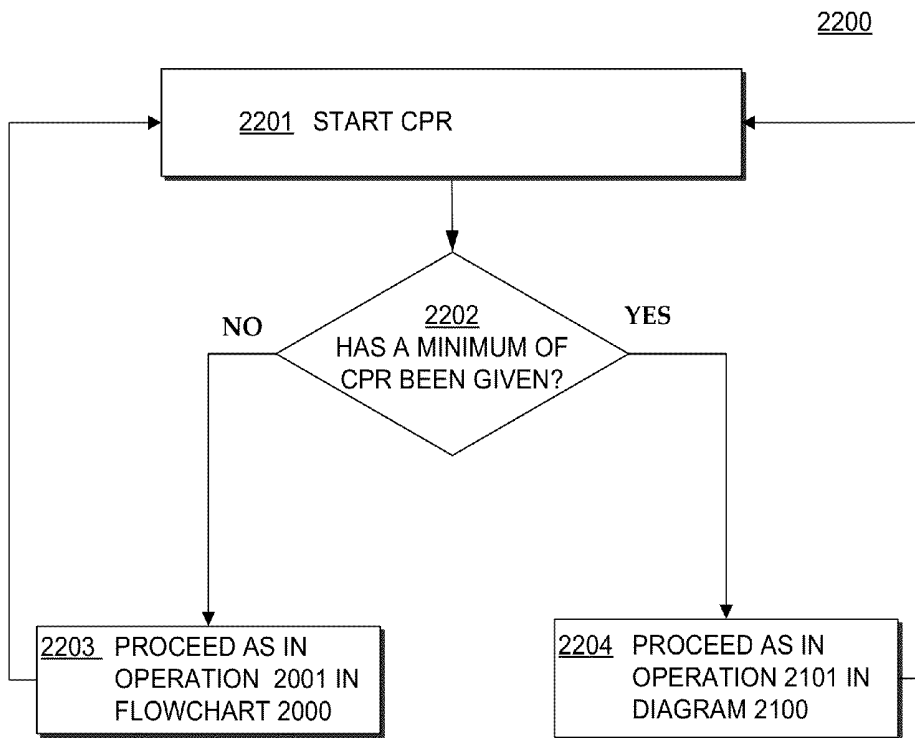 2200
2201 START CPR
2202
HAS A MINIMUM OF
CPR BEEN GIVEN?
NO
YES
2203 PROCEED AS IN
OPERATION 2001 IN
FLOWCHART 2000
2204 PROCEED AS IN
OPERATION 2101 IN
DIAGRAM 2100